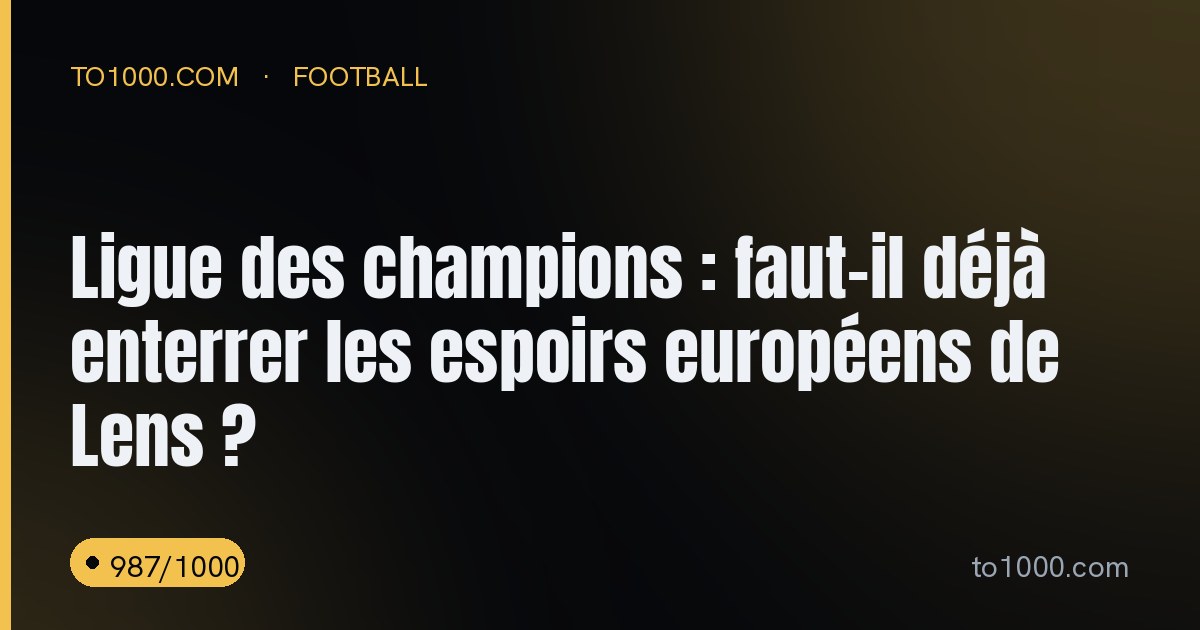 TO1000.COM · FOOTBALL
Ligue des champions : faut-il déjà
enterrer les espoirs européens de
Lens ?
987/1000
to1000.com